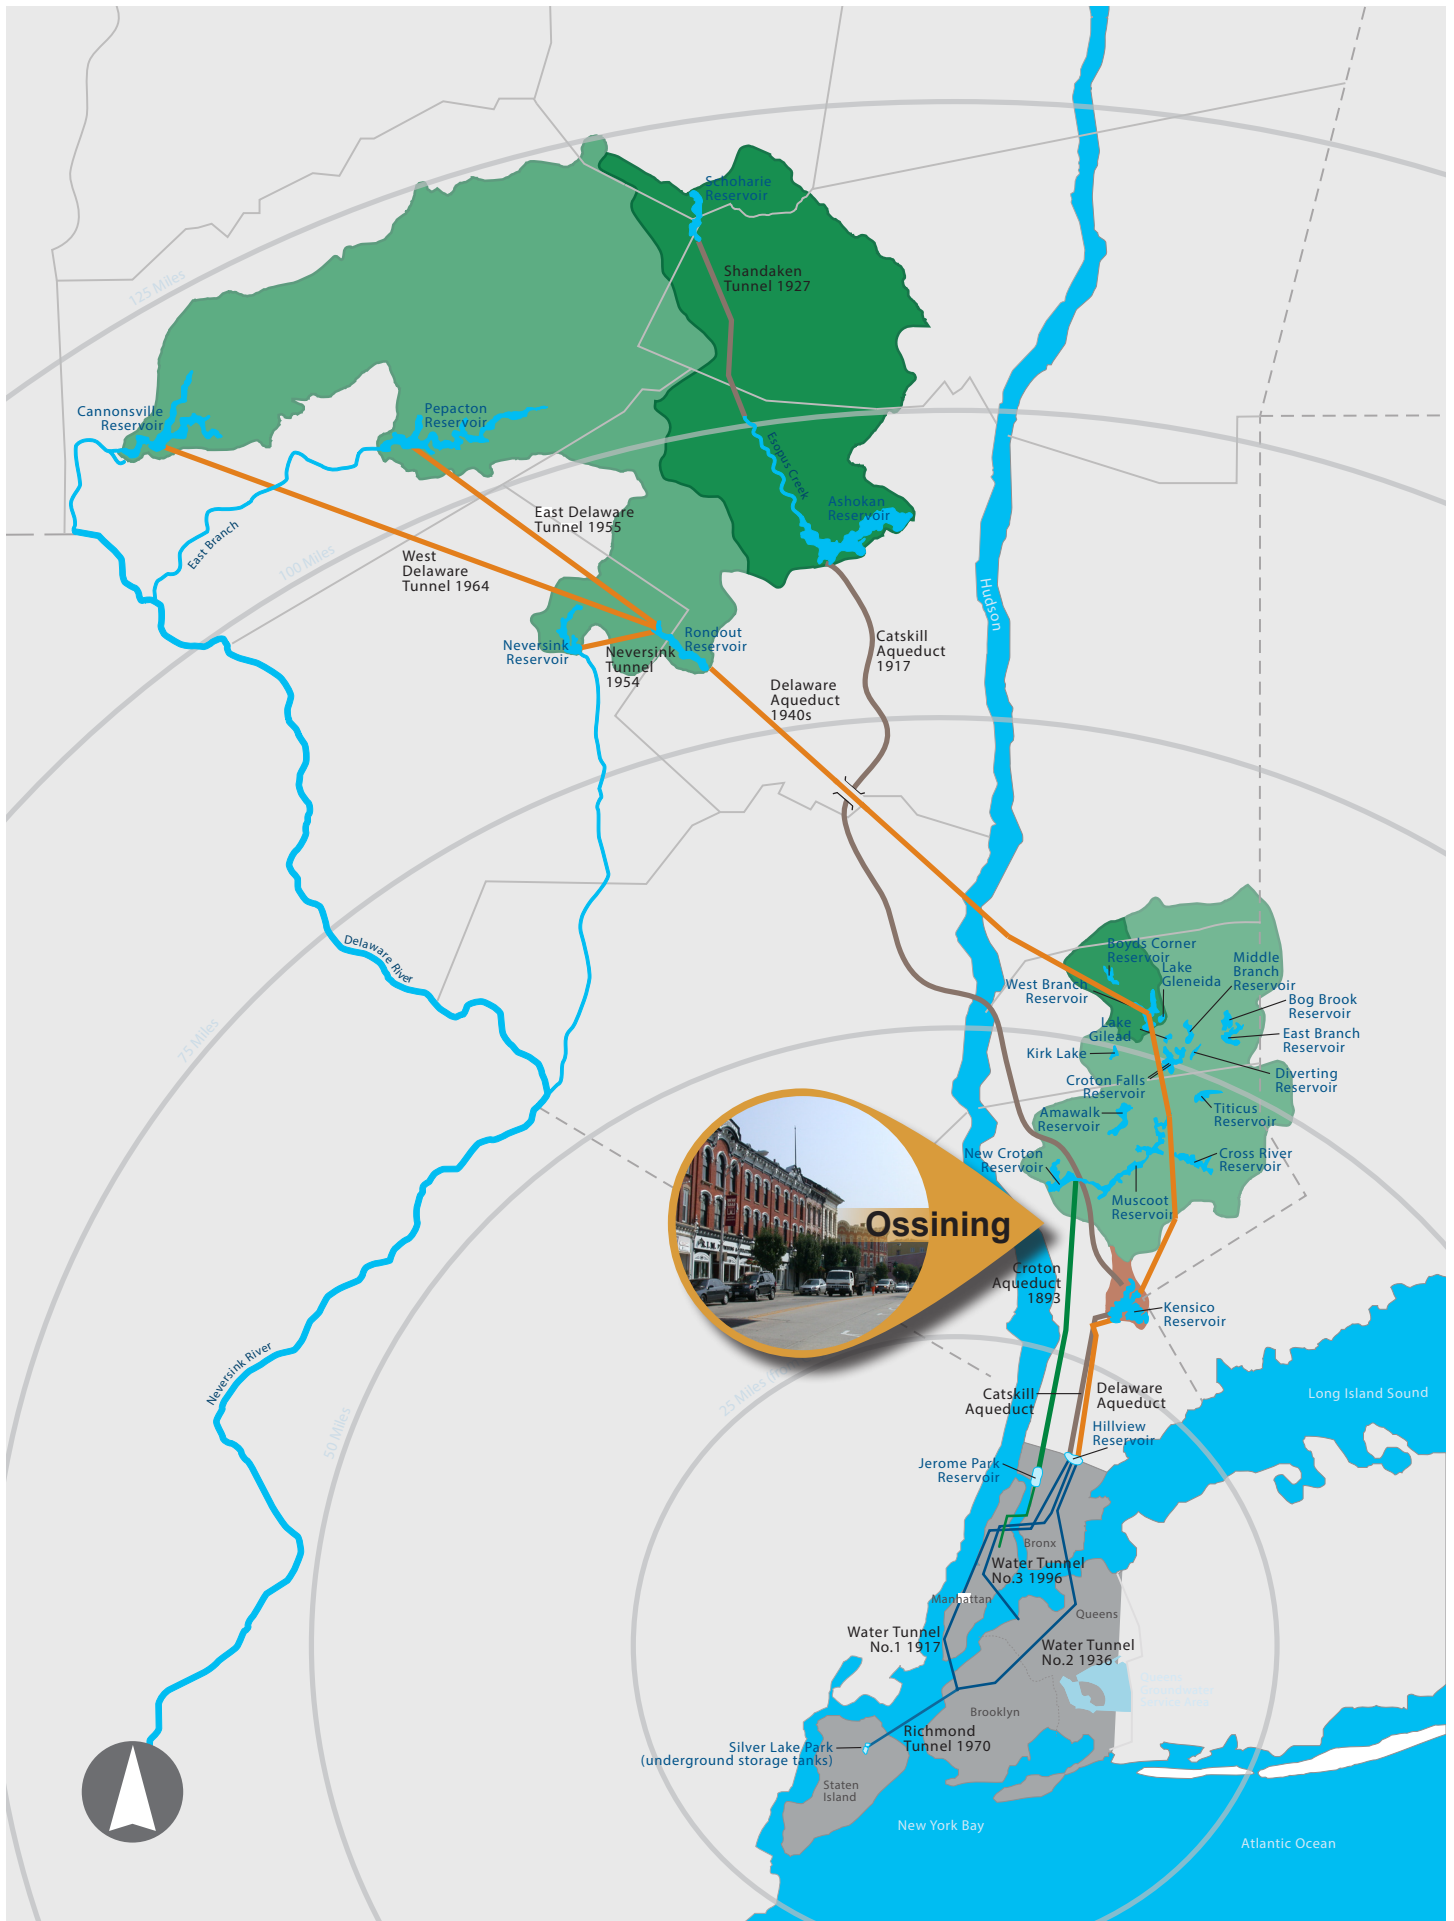 Schoharie
Reservoir
Shandaken
Tunnel 1927
125 Miles
Cannonsville
Reservoir
Pepacton
Reservoir
Esopus Creek
Ashokan
Reservoir
East Delaware
Tunnel 1955
East Branch
100 Miles
West
Delaware
Tunnel 1964
Hudson
Neversink
Reservoir
Rondout
Reservoir
Neversink
Tunnel
1954
Catskill
Aqueduct
1917
Delaware
Aqueduct
1940s
Delaware River
Boyds Corner
Reservoir
Lake
Gleneida
Middle
Branch
Reservoir
West Branch
Reservoir
Bog Brook
Reservoir
Lake
Gilead
East Branch
Reservoir
Kirk Lake
75 Miles
Croton Falls
Reservoir
Diverting
Reservoir
Amawalk
Reservoir
Titicus
Reservoir
New Croton
Reservoir
Cross River
Reservoir
Muscoot
Reservoir
Ossining
Croton
Aqueduct
1893
Kensico
Reservoir
Neversink River
25 Miles
50 Miles
Catskill
Aqueduct
Delaware
Aqueduct
Long Island Sound
Hillview
Reservoir
Jerome Park
Reservoir
Bronx
Water Tunnel
No.3 1996
Manhattan
Queens
Water Tunnel
No.1 1917
Water Tunnel
No.2 1936
Queens
Groundwater
Service Area
Brooklyn
Richmond
Tunnel 1970
Silver Lake Park
(underground storage tanks)
Staten
Island
New York Bay
Atlantic Ocean